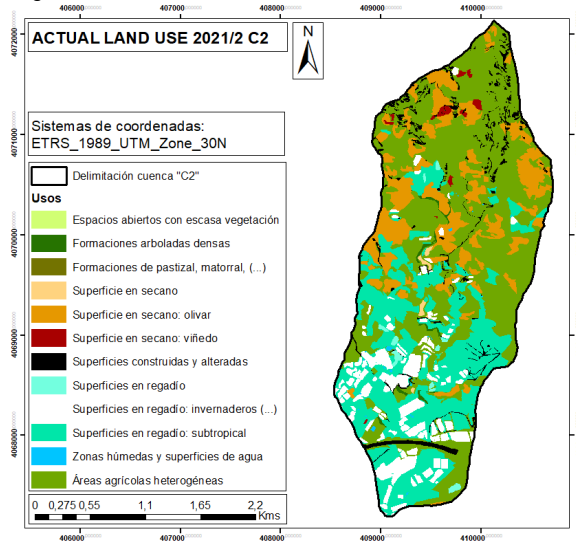 406000 407000 408000 409000 410000
4072000
ACTUAL LAND USE 2021/2 C2
N
4071000
Sistemas de coordenadas:
ETRS_1989_UTM_Zone_30N
Delimitación cuenca "C2"
Usos
Espacios abiertos con escasa vegetación
4070000
Formaciones arboladas densas
Formaciones de pastizal, matorral, (...)
Superficie en secano
Superficie en secano: olivar
Superficie en secano: viñedo
4069000
Superficies construidas y alteradas
Superficies en regadío
Superficies en regadío: invernaderos (...)
4068000
Superficies en regadío: subtropical
Zonas húmedas y superficies de agua
Áreas agrícolas heterogéneas
0 0,275 0,55 1,1 1,65 2,2
Kms
406000 407000 408000 409000 410000